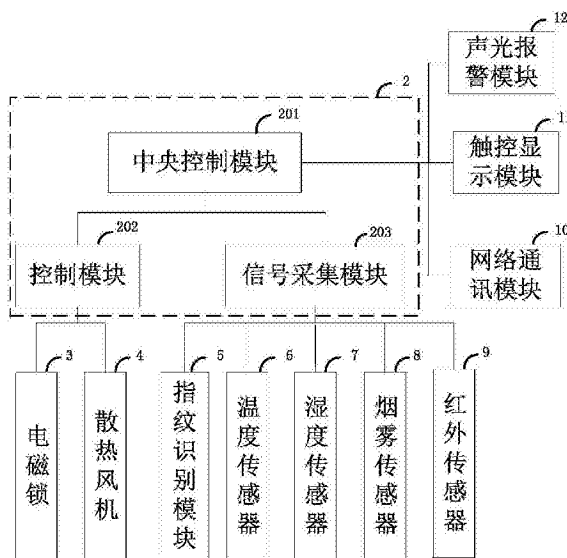 12
声光报
警模块
2
201
中央控制模块
11
触控显
示模块
202
控制模块
203
信号采集模块
10
网络通
讯模块
3
电磁锁
4
散热风机
5
指纹识别模块
6
温度传感器
7
湿度传感器
8
烟雾传感器
9
红外传感器